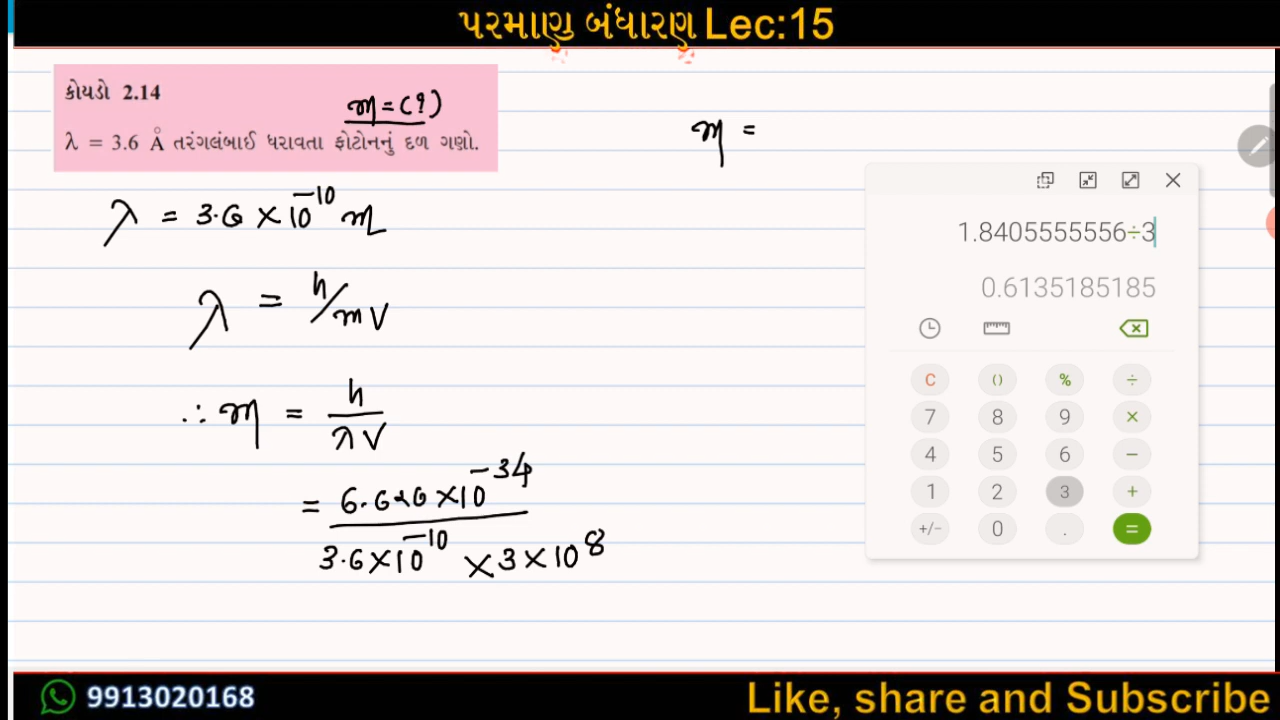 પરમાણુ બંધારણ Lec:15
કોયડો 2.14
m = (?)
λ = 3.6 Å તરંગલંબાઈ ધરાવતા ફોટોનનું દળ ગણો.
λ = 3.6 × 10⁻¹⁰ m
λ = h/mv
∴ m = h / λv
= 6.626 × 10⁻³⁴ / 3.6 × 10⁻¹⁰ × 3 × 10⁸
m =
1.8405555556÷3
0.6135185185
C () % ÷
7 8 9 ×
4 5 6 −
1 2 3 +
+/− 0 . =
9913020168
Like, share and Subscribe